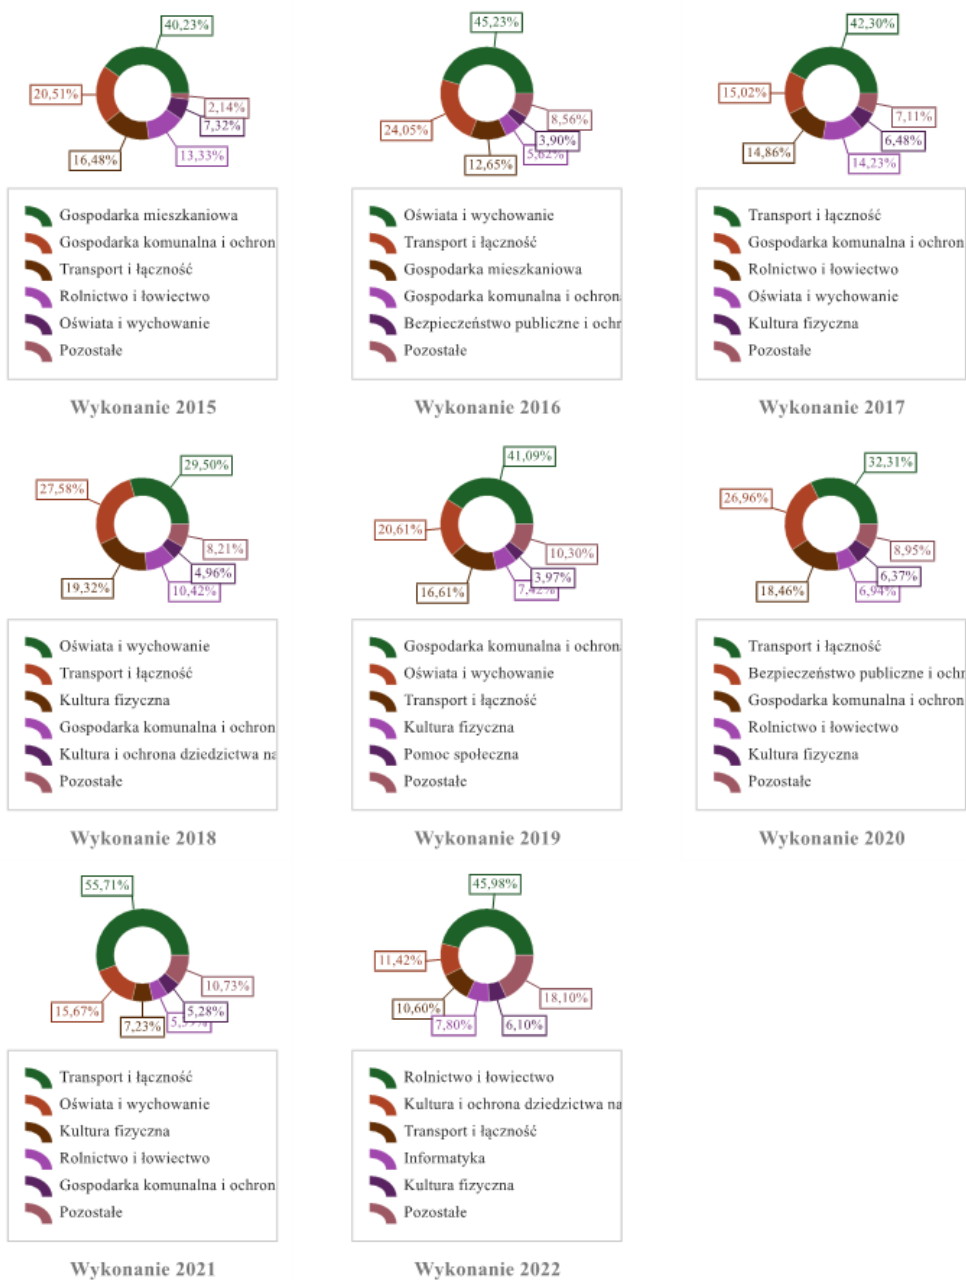 40,23%
20,51%
2,14%
7,32%
16,48%
13,33%
Gospodarka mieszkaniowa
Gospodarka komunalna i ochron
Transport i łączność
Rolnictwo i łowiectwo
Oświata i wychowanie
Pozostałe
Wykonanie 2015
45,23%
24,05%
8,56%
3,90%
5,62%
12,65%
Oświata i wychowanie
Transport i łączność
Gospodarka mieszkaniowa
Gospodarka komunalna i ochrona
Bezpieczeństwo publiczne i ochr
Pozostałe
Wykonanie 2016
42,30%
15,02%
7,11%
6,48%
14,86%
14,23%
Transport i łączność
Gospodarka komunalna i ochron
Rolnictwo i łowiectwo
Oświata i wychowanie
Kultura fizyczna
Pozostałe
Wykonanie 2017
29,50%
27,58%
8,21%
4,96%
19,32%
10,42%
Oświata i wychowanie
Transport i łączność
Kultura fizyczna
Gospodarka komunalna i ochron
Kultura i ochrona dziedzictwa na
Pozostałe
Wykonanie 2018
41,09%
20,61%
10,30%
3,97%
16,61%
7,42%
Gospodarka komunalna i ochron
Oświata i wychowanie
Transport i łączność
Kultura fizyczna
Pomoc społeczna
Pozostałe
Wykonanie 2019
32,31%
26,96%
8,95%
6,37%
18,46%
6,94%
Transport i łączność
Bezpieczeństwo publiczne i ochr
Gospodarka komunalna i ochron
Rolnictwo i łowiectwo
Kultura fizyczna
Pozostałe
Wykonanie 2020
55,71%
10,73%
15,67%
5,28%
7,23%
5,39%
Transport i łączność
Oświata i wychowanie
Kultura fizyczna
Rolnictwo i łowiectwo
Gospodarka komunalna i ochron
Pozostałe
Wykonanie 2021
45,98%
11,42%
18,10%
10,60%
7,80%
6,10%
Rolnictwo i łowiectwo
Kultura i ochrona dziedzictwa na
Transport i łączność
Informatyka
Kultura fizyczna
Pozostałe
Wykonanie 2022